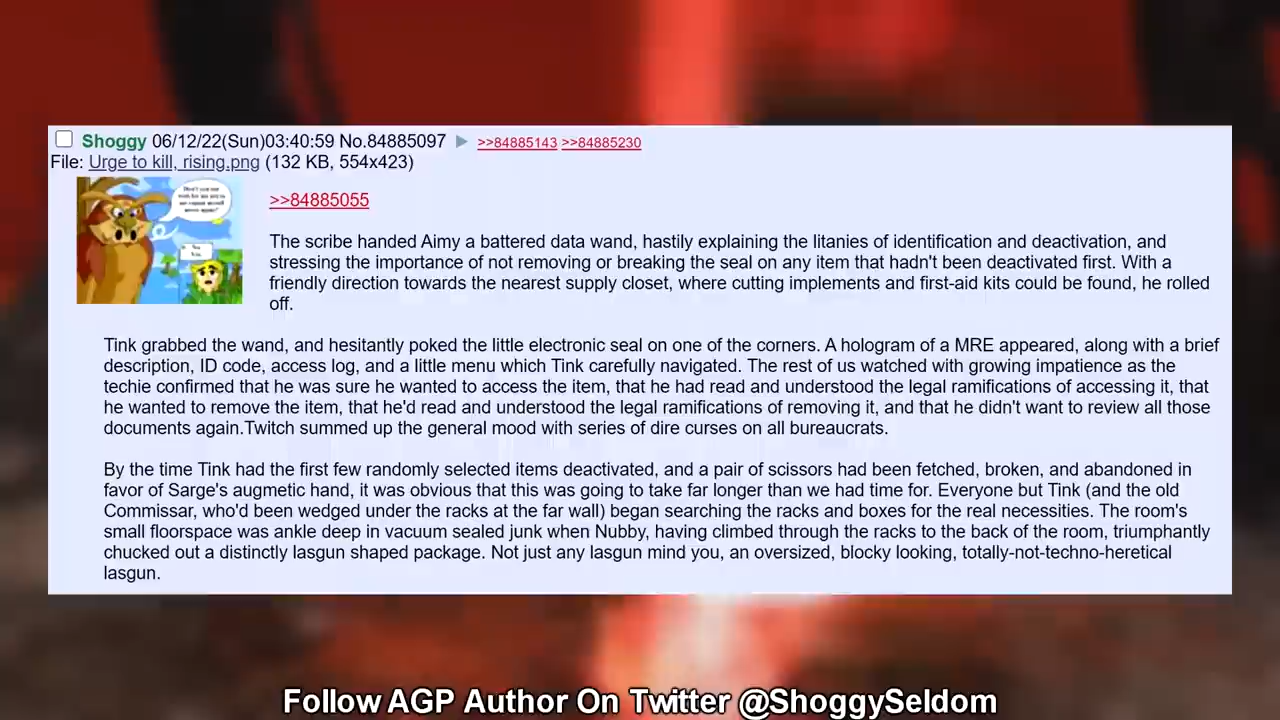 Shoggy 06/12/22(Sun)03:40:59 No.84885097 ▶ >>84885143 >>84885230
File: Urge to kill, rising.png (132 KB, 554x423)
>>84885055
The scribe handed Aimy a battered data wand, hastily explaining the litanies of identification and deactivation, and
stressing the importance of not removing or breaking the seal on any item that hadn't been deactivated first. With a
friendly direction towards the nearest supply closet, where cutting implements and first-aid kits could be found, he rolled
off.
Tink grabbed the wand, and hesitantly poked the little electronic seal on one of the corners. A hologram of a MRE appeared, along with a brief
description, ID code, access log, and a little menu which Tink carefully navigated. The rest of us watched with growing impatience as the
techie confirmed that he was sure he wanted to access the item, that he had read and understood the legal ramifications of accessing it, that
he wanted to remove the item, that he'd read and understood the legal ramifications of removing it, and that he didn't want to review all those
documents again.Twitch summed up the general mood with series of dire curses on all bureaucrats.
By the time Tink had the first few randomly selected items deactivated, and a pair of scissors had been fetched, broken, and abandoned in
favor of Sarge's augmetic hand, it was obvious that this was going to take far longer than we had time for. Everyone but Tink (and the old
Commissar, who'd been wedged under the racks at the far wall) began searching the racks and boxes for the real necessities. The room's
small floorspace was ankle deep in vacuum sealed junk when Nubby, having climbed through the racks to the back of the room, triumphantly
chucked out a distinctly lasgun shaped package. Not just any lasgun mind you, an oversized, blocky looking, totally-not-techno-heretical
lasgun.
Follow AGP Author On Twitter @ShoggySeldom